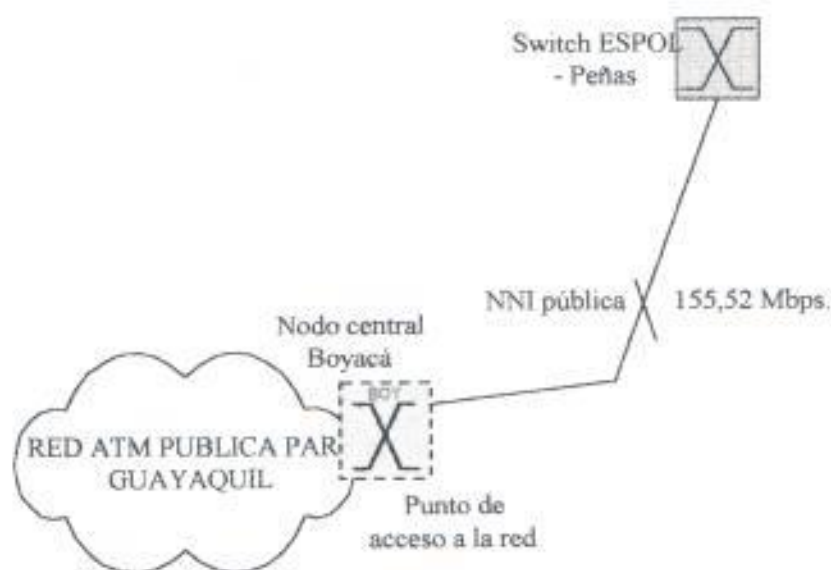 Switch ESPOL
- Peñas
NNI pública
155,52 Mbps.
Nodo central
Boyacá
BOY
RED ATM PUBLICA PAR
GUAYAQUIL
Punto de
acceso a la red